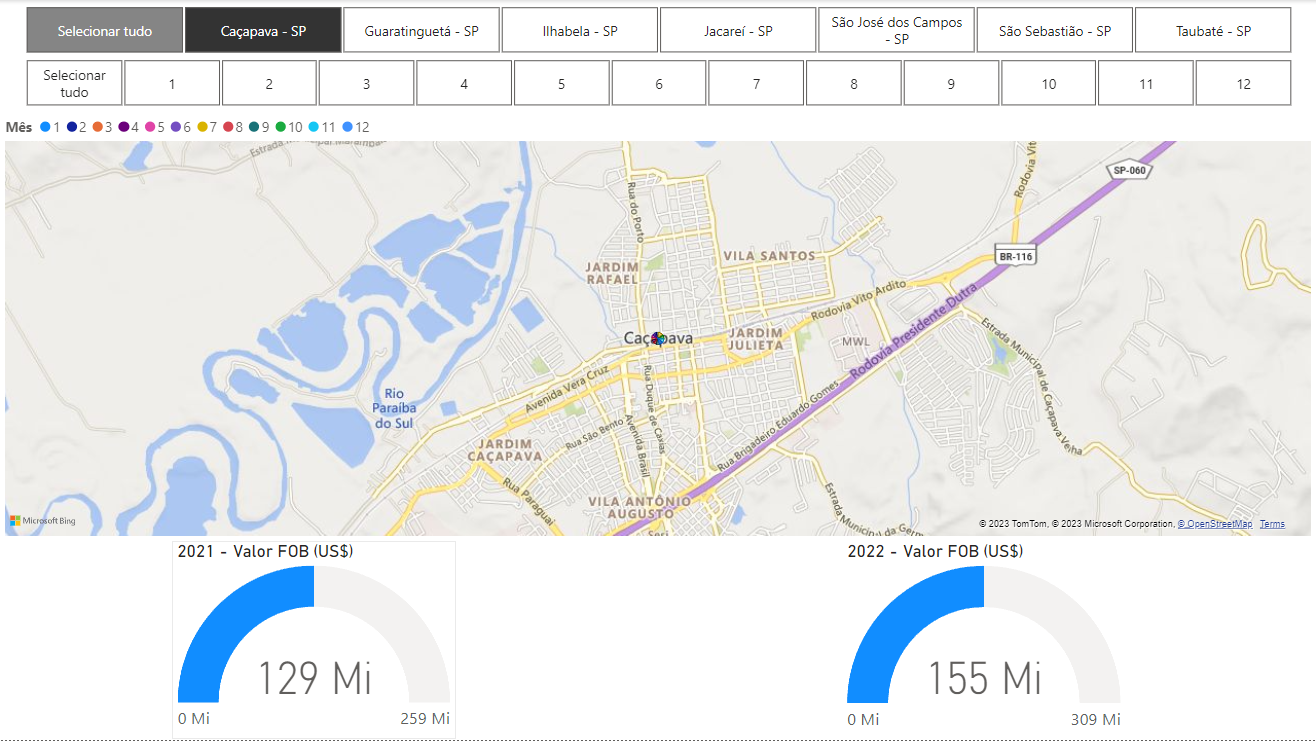 Selecionar tudo
Caçapava - SP
Guaratinguetá - SP
Ilhabela - SP
Jacareí - SP
São José dos Campos
- SP
São Sebastião - SP
Taubaté - SP
Selecionar
tudo
1
2
3
4
5
6
7
8
9
10
11
12
Mês 1 2 3 4 5 6 7 8 9 10 11 12
Estrada Municipal
Rodovia Vito
SP-060
Rua do Porto
VILA SANTOS
BR-116
JARDIM
RAFAEL
Rodovia Vito Ardito
Rodovia Presidente Dutra
Caçapava
JARDIM
JULIETA
MWL
Estrada Municipal de Caçapava Velha
Avenida Vera Cruz
Rua Duque de Caxias
Rio
Paraíba
do Sul
Rua Brigadeiro Eduardo Gomes
Rua São Bento
Avenida Brasil
JARDIM
CAÇAPAVA
Rua Paraguai
VILA ANTÔNIO
AUGUSTO
Estrada Municipal da Germ
Microsoft Bing
© 2023 TomTom, © 2023 Microsoft Corporation, © OpenStreetMap Terms
2021 - Valor FOB (US$)
129 Mi
0 Mi
259 Mi
2022 - Valor FOB (US$)
155 Mi
0 Mi
309 Mi